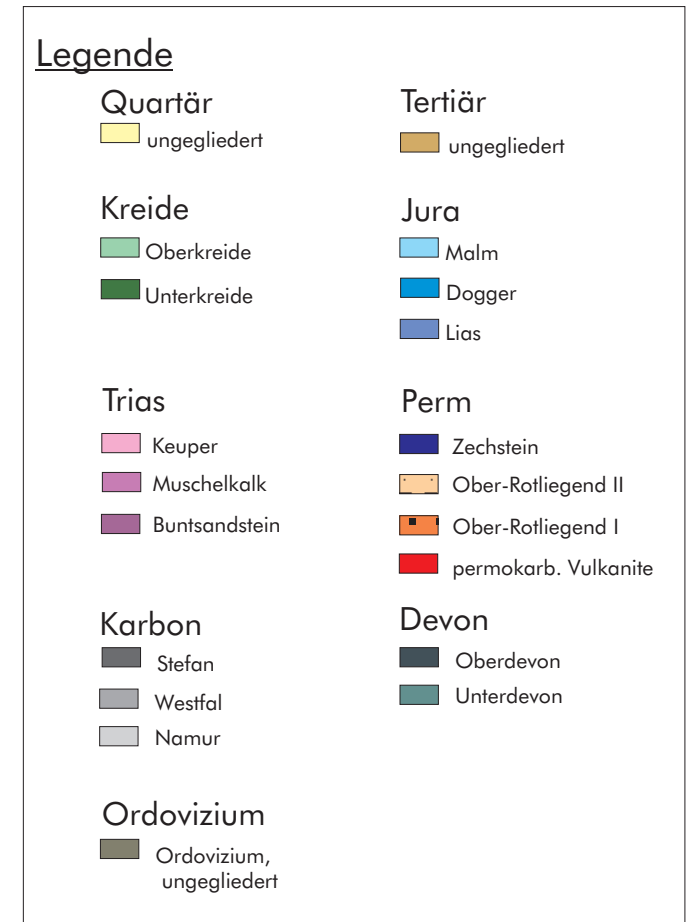 Legende
Quartär
ungegliedert
Tertiär
ungegliedert
Kreide
Oberkreide
Unterkreide
Jura
Malm
Dogger
Lias
Trias
Keuper
Muschelkalk
Buntsandstein
Perm
Zechstein
Ober-Rotliegend II
Ober-Rotliegend I
permokarb. Vulkanite
Karbon
Stefan
Westfal
Namur
Devon
Oberdevon
Unterdevon
Ordovizium
Ordovizium,
ungegliedert